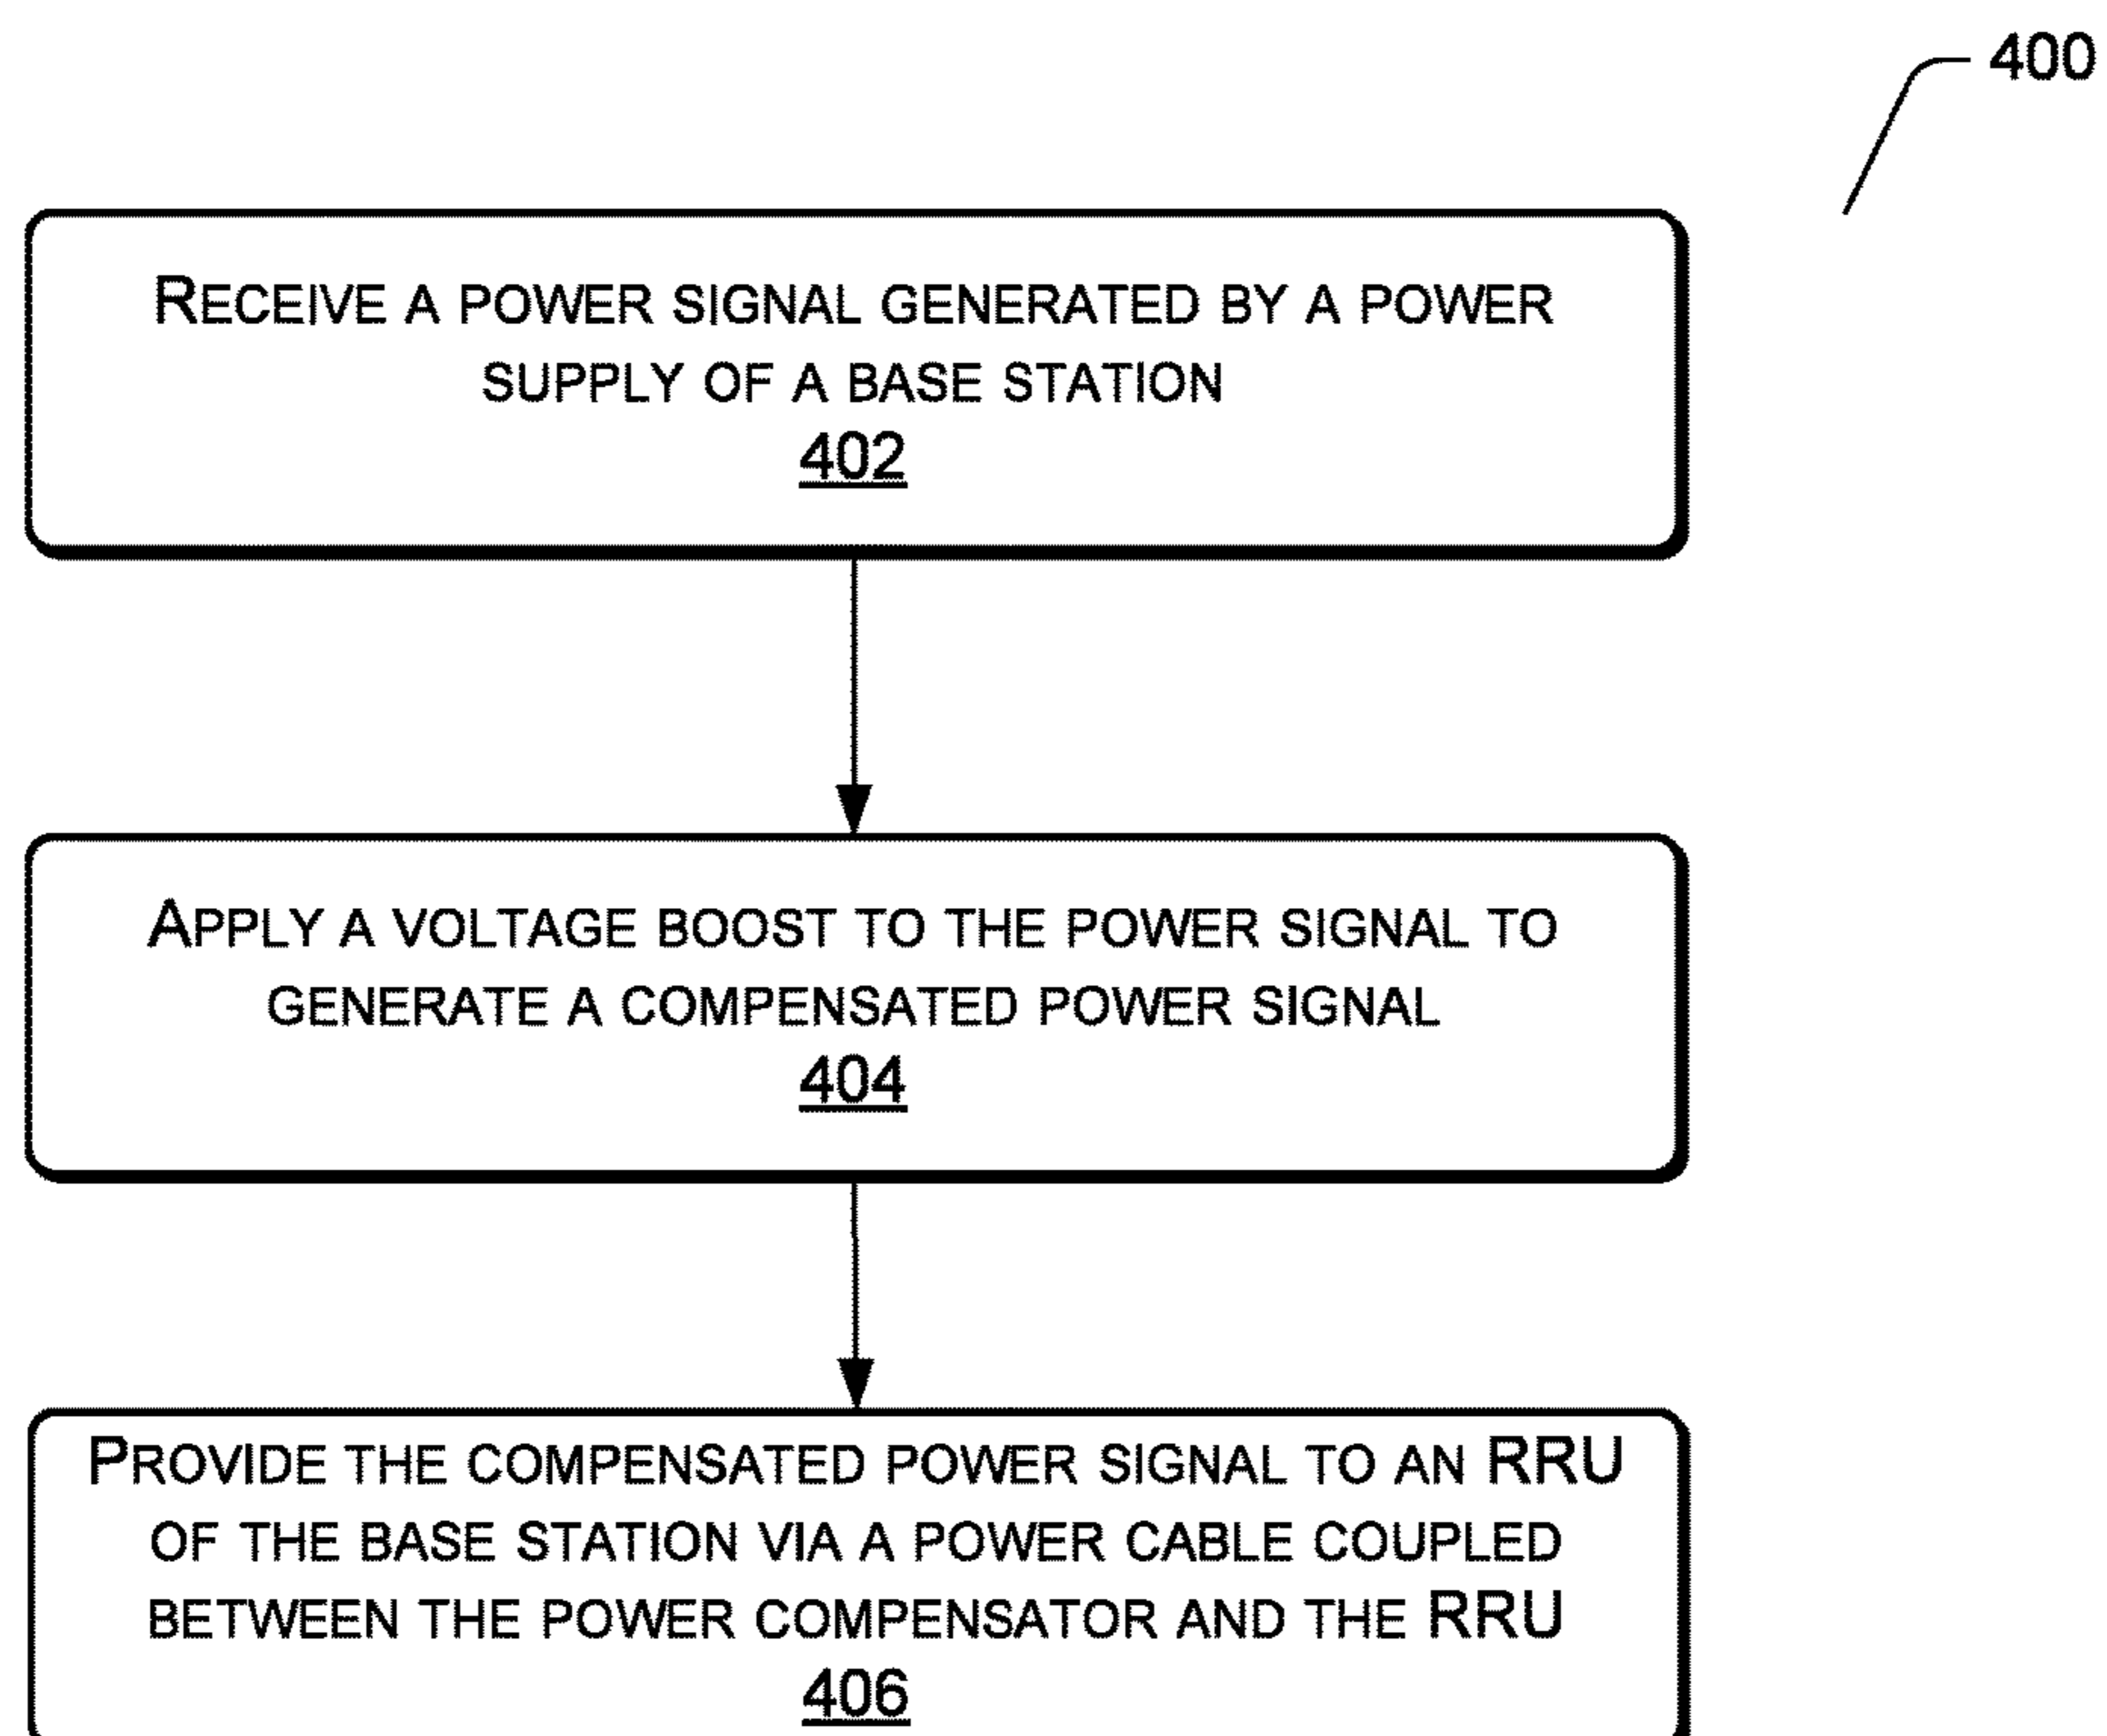 400
RECEIVE A POWER SIGNAL GENERATED BY A POWER
SUPPLY OF A BASE STATION
402
APPLY A VOLTAGE BOOST TO THE POWER SIGNAL TO
GENERATE A COMPENSATED POWER SIGNAL
404
PROVIDE THE COMPENSATED POWER SIGNAL TO AN RRU
OF THE BASE STATION VIA A POWER CABLE COUPLED
BETWEEN THE POWER COMPENSATOR AND THE RRU
406